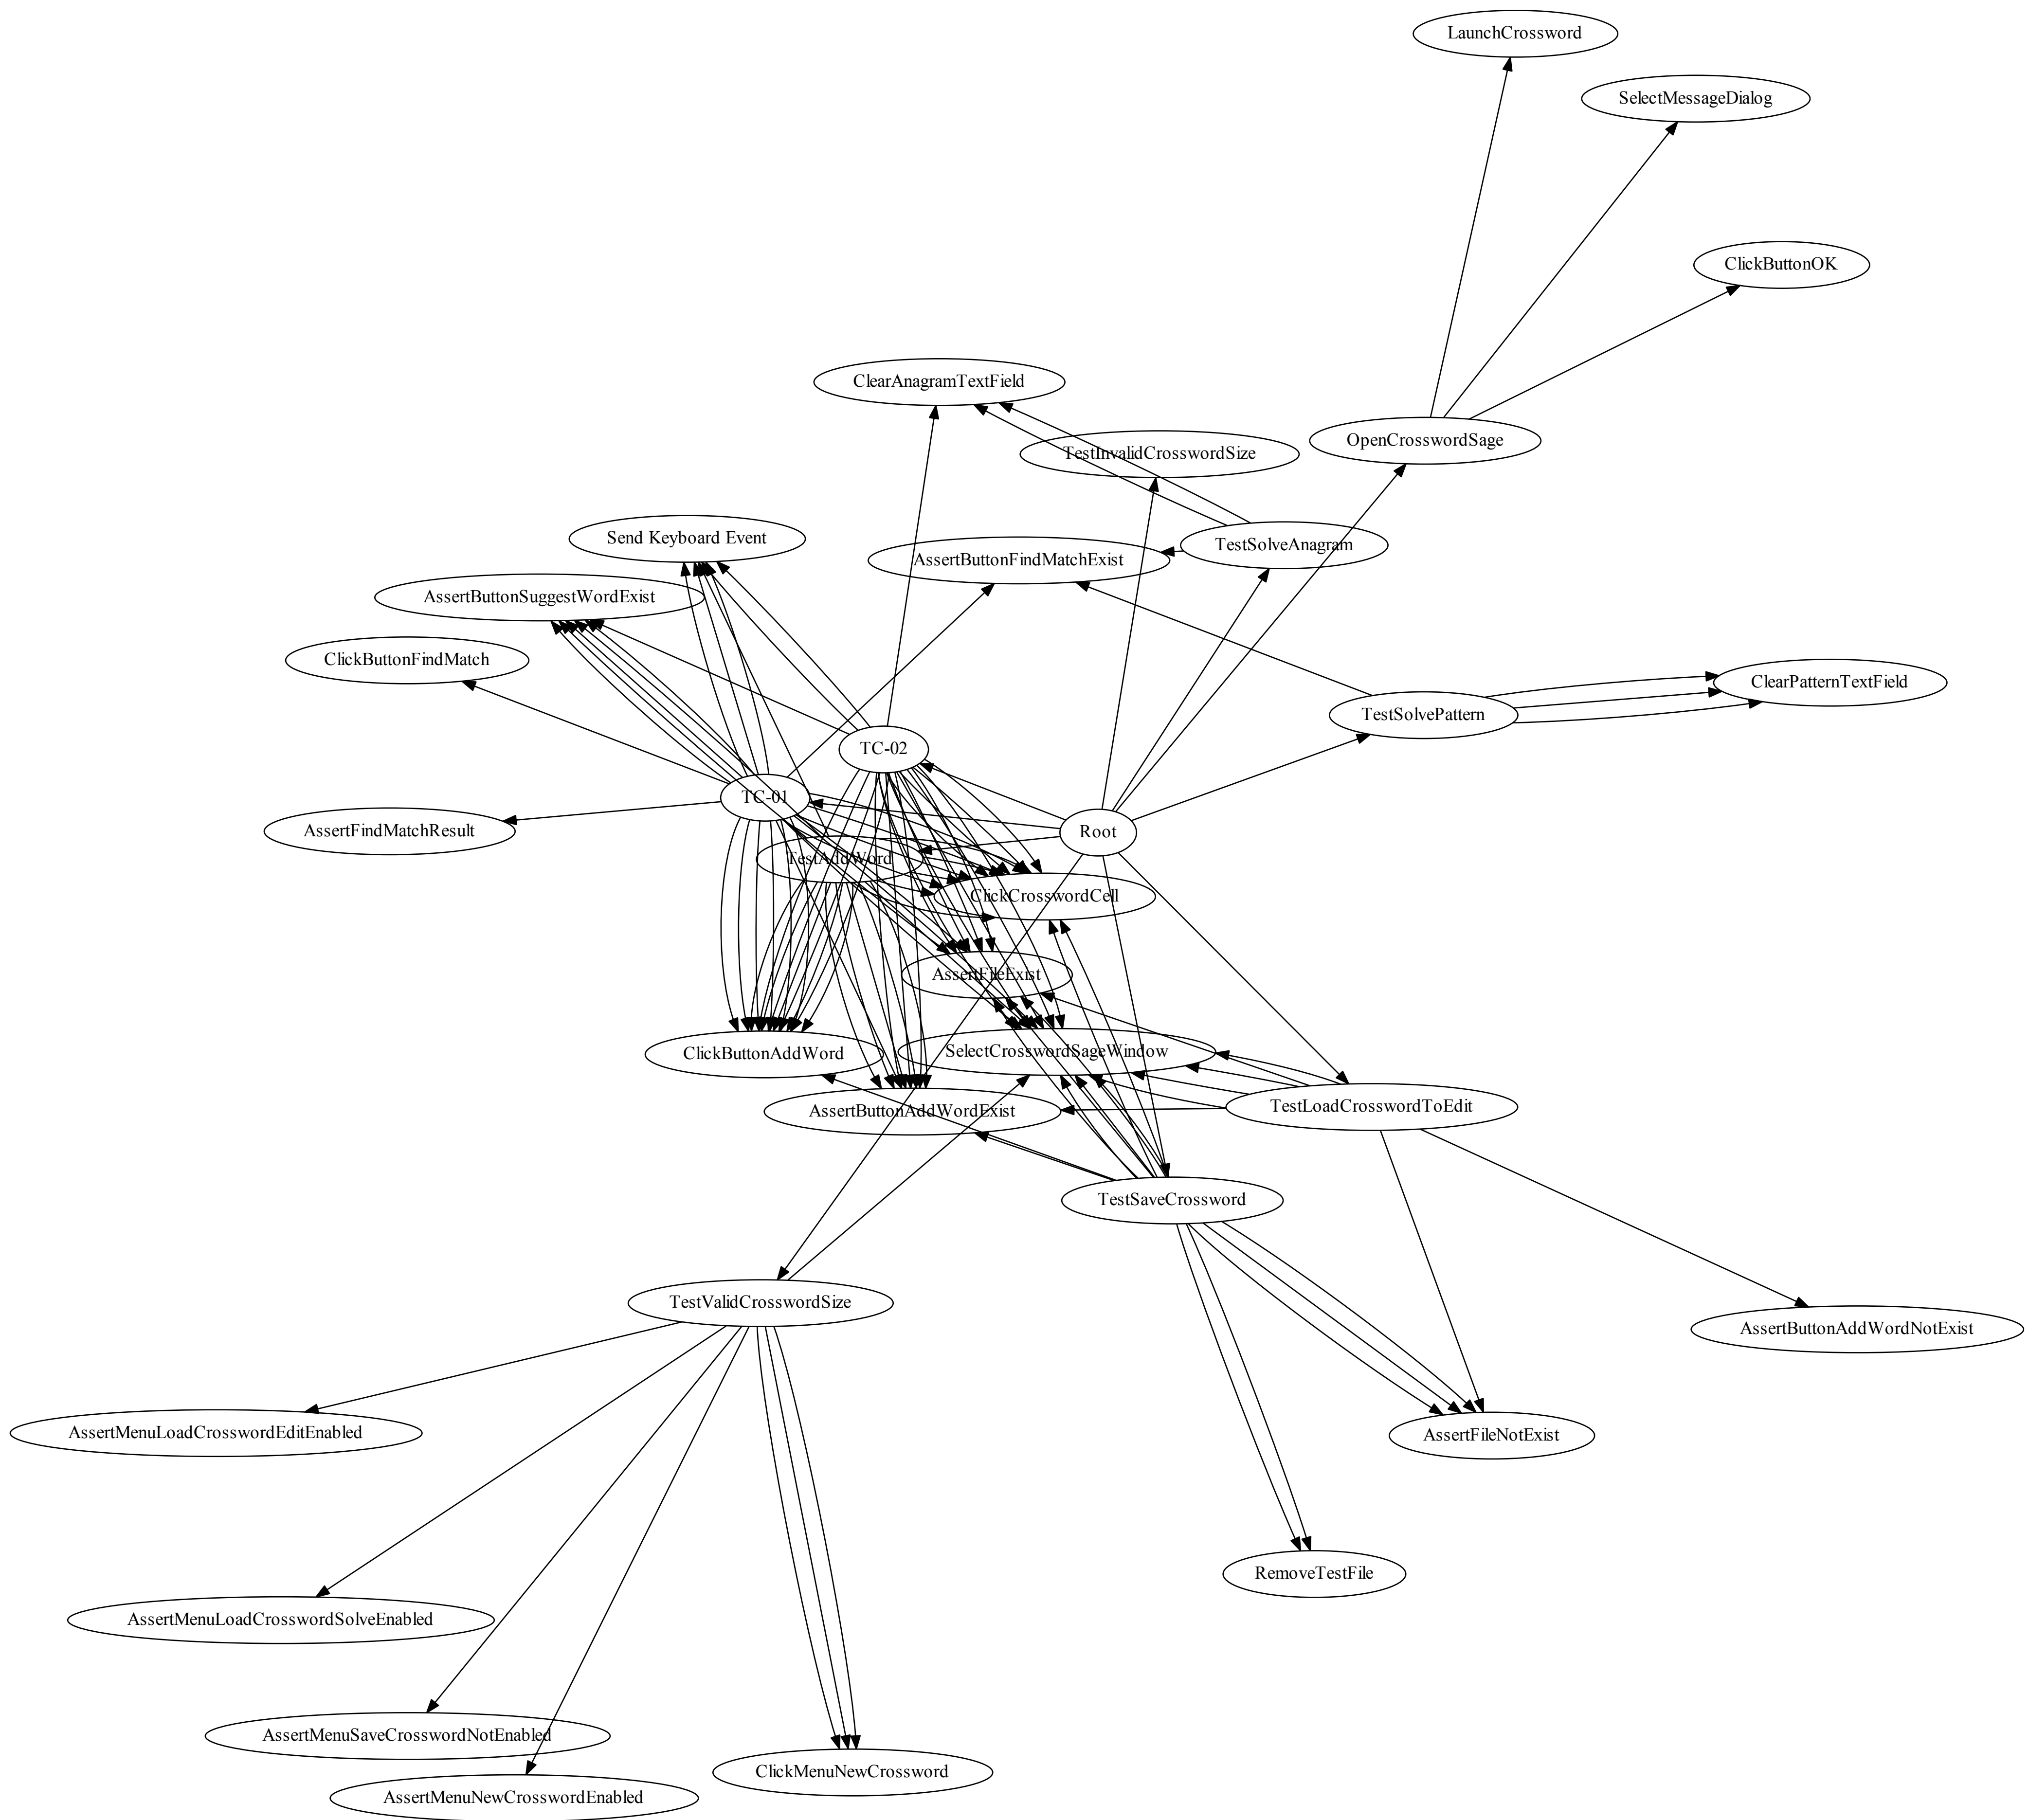 LaunchCrossword
SelectMessageDialog
ClickButtonOK
ClearAnagramTextField
OpenCrosswordSage
TestInvalidCrosswordSize
Send Keyboard Event
TestSolveAnagram
AssertButtonFindMatchExist
AssertButtonSuggestWordExist
ClickButtonFindMatch
ClearPatternTextField
TestSolvePattern
TC-02
TC-01
AssertFindMatchResult
Root
TestAddWord
ClickCrosswordCell
AssertFileExist
ClickButtonAddWord
SelectCrosswordSageWindow
TestLoadCrosswordToEdit
AssertButtonAddWordExist
TestSaveCrossword
TestValidCrosswordSize
AssertButtonAddWordNotExist
AssertMenuLoadCrosswordEditEnabled
AssertFileNotExist
RemoveTestFile
AssertMenuLoadCrosswordSolveEnabled
AssertMenuSaveCrosswordNotEnabled
ClickMenuNewCrossword
AssertMenuNewCrosswordEnabled